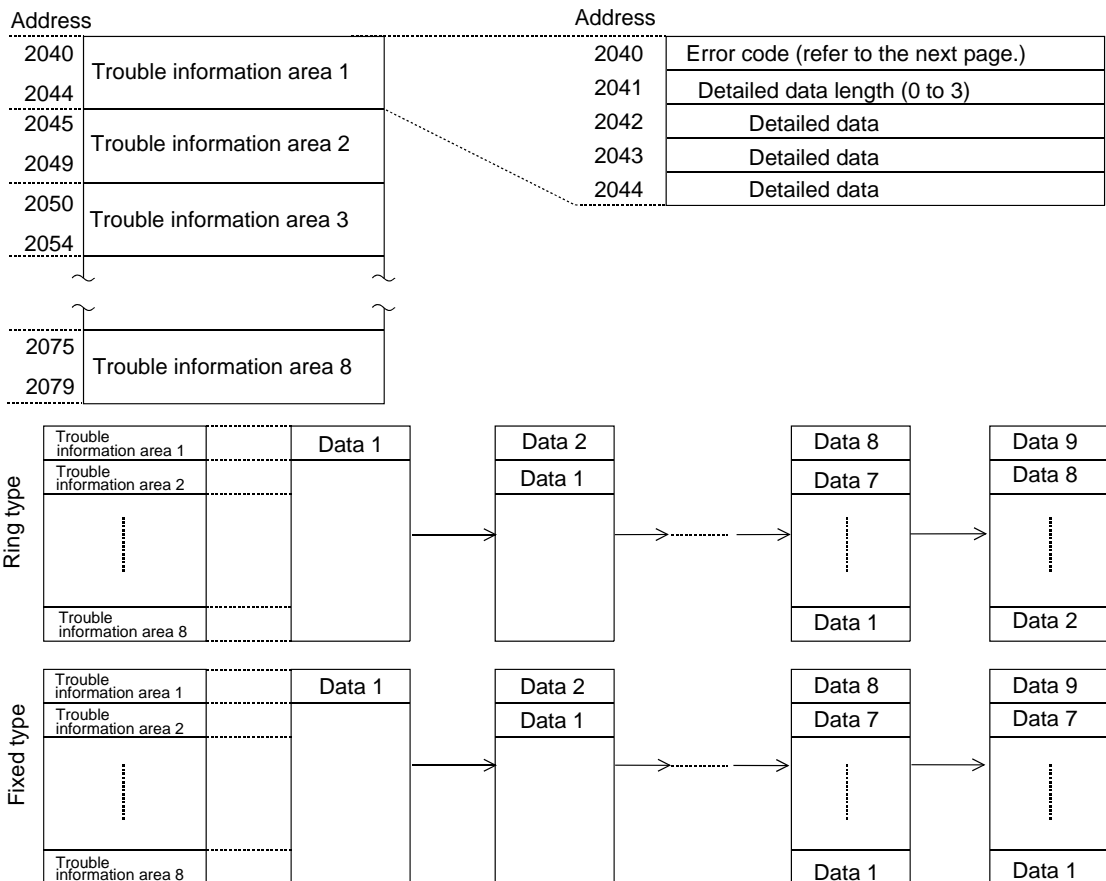 Address
2040
Trouble information area 1
2044
2045
Trouble information area 2
2049
2050
Trouble information area 3
2054
2075
Trouble information area 8
2079
Address
2040 Error code (refer to the next page.)
2041 Detailed data length (0 to 3)
2042 Detailed data
2043 Detailed data
2044 Detailed data
Ring type
Trouble
information area 1
Trouble
information area 2
Trouble
information area 8
Data 1
Data 2
Data 1
Data 8
Data 7
Data 1
Data 9
Data 8
Data 2
Fixed type
Trouble
information area 1
Trouble
information area 2
Trouble
information area 8
Data 1
Data 2
Data 1
Data 8
Data 7
Data 1
Data 9
Data 7
Data 1